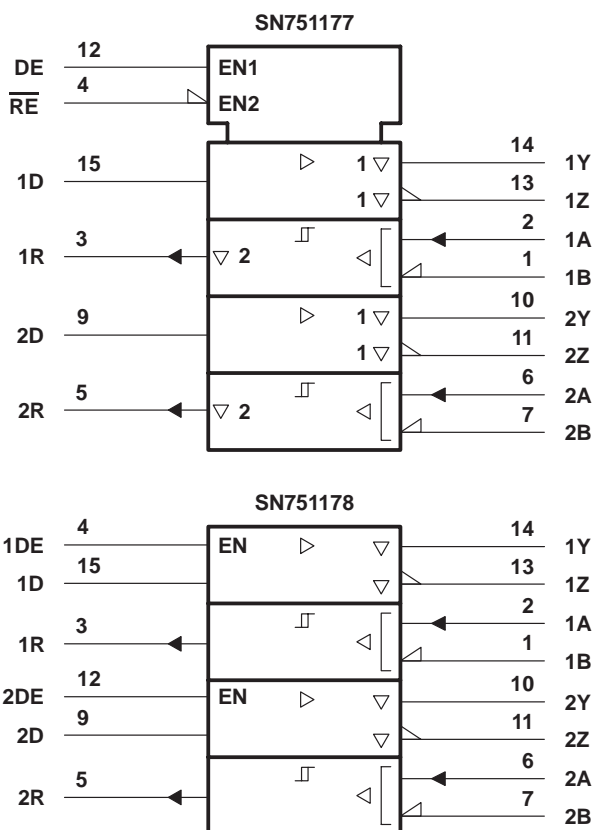 SN751177
DE 12 EN1
RE 4 EN2
1D 15 1 14 1Y
1 13 1Z
1R 3 2 2 1A
1 1B
2D 9 1 10 2Y
1 11 2Z
2R 5 2 6 2A
7 2B
SN751178
1DE 4 EN 14 1Y
1D 15 13 1Z
1R 3 2 1A
1 1B
2DE 12 EN 10 2Y
2D 9 11 2Z
2R 5 6 2A
7 2B